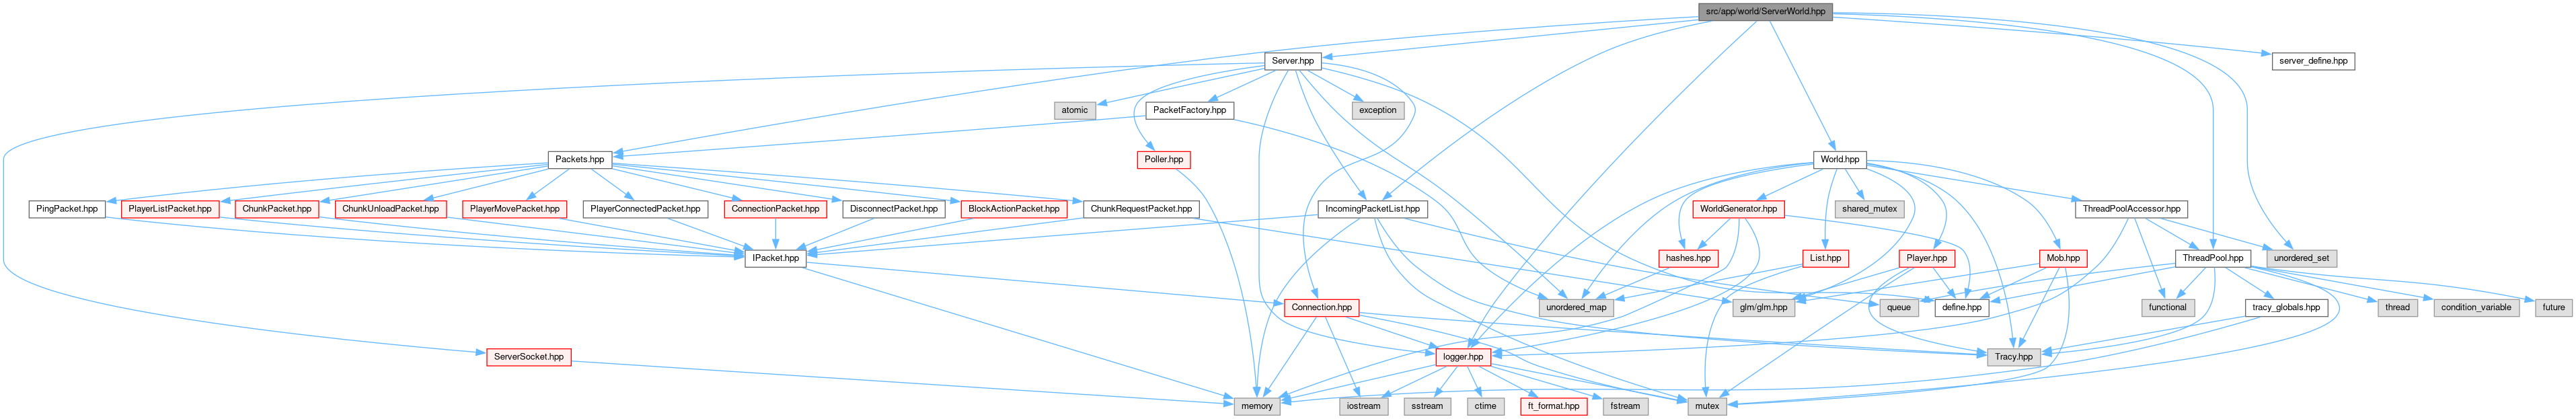 src/app/world/ServerWorld.hpp
Server.hpp
server_define.hpp
atomic
PacketFactory.hpp
exception
Packets.hpp
Poller.hpp
World.hpp
PingPacket.hpp
PlayerListPacket.hpp
ChunkPacket.hpp
ChunkUnloadPacket.hpp
PlayerMovePacket.hpp
PlayerConnectedPacket.hpp
ConnectionPacket.hpp
DisconnectPacket.hpp
BlockActionPacket.hpp
ChunkRequestPacket.hpp
IncomingPacketList.hpp
WorldGenerator.hpp
shared_mutex
ThreadPoolAccessor.hpp
IPacket.hpp
hashes.hpp
List.hpp
Player.hpp
Mob.hpp
ThreadPool.hpp
unordered_set
Connection.hpp
unordered_map
glm/glm.hpp
queue
define.hpp
functional
tracy_globals.hpp
thread
condition_variable
future
ServerSocket.hpp
logger.hpp
Tracy.hpp
memory
iostream
sstream
ctime
ft_format.hpp
fstream
mutex